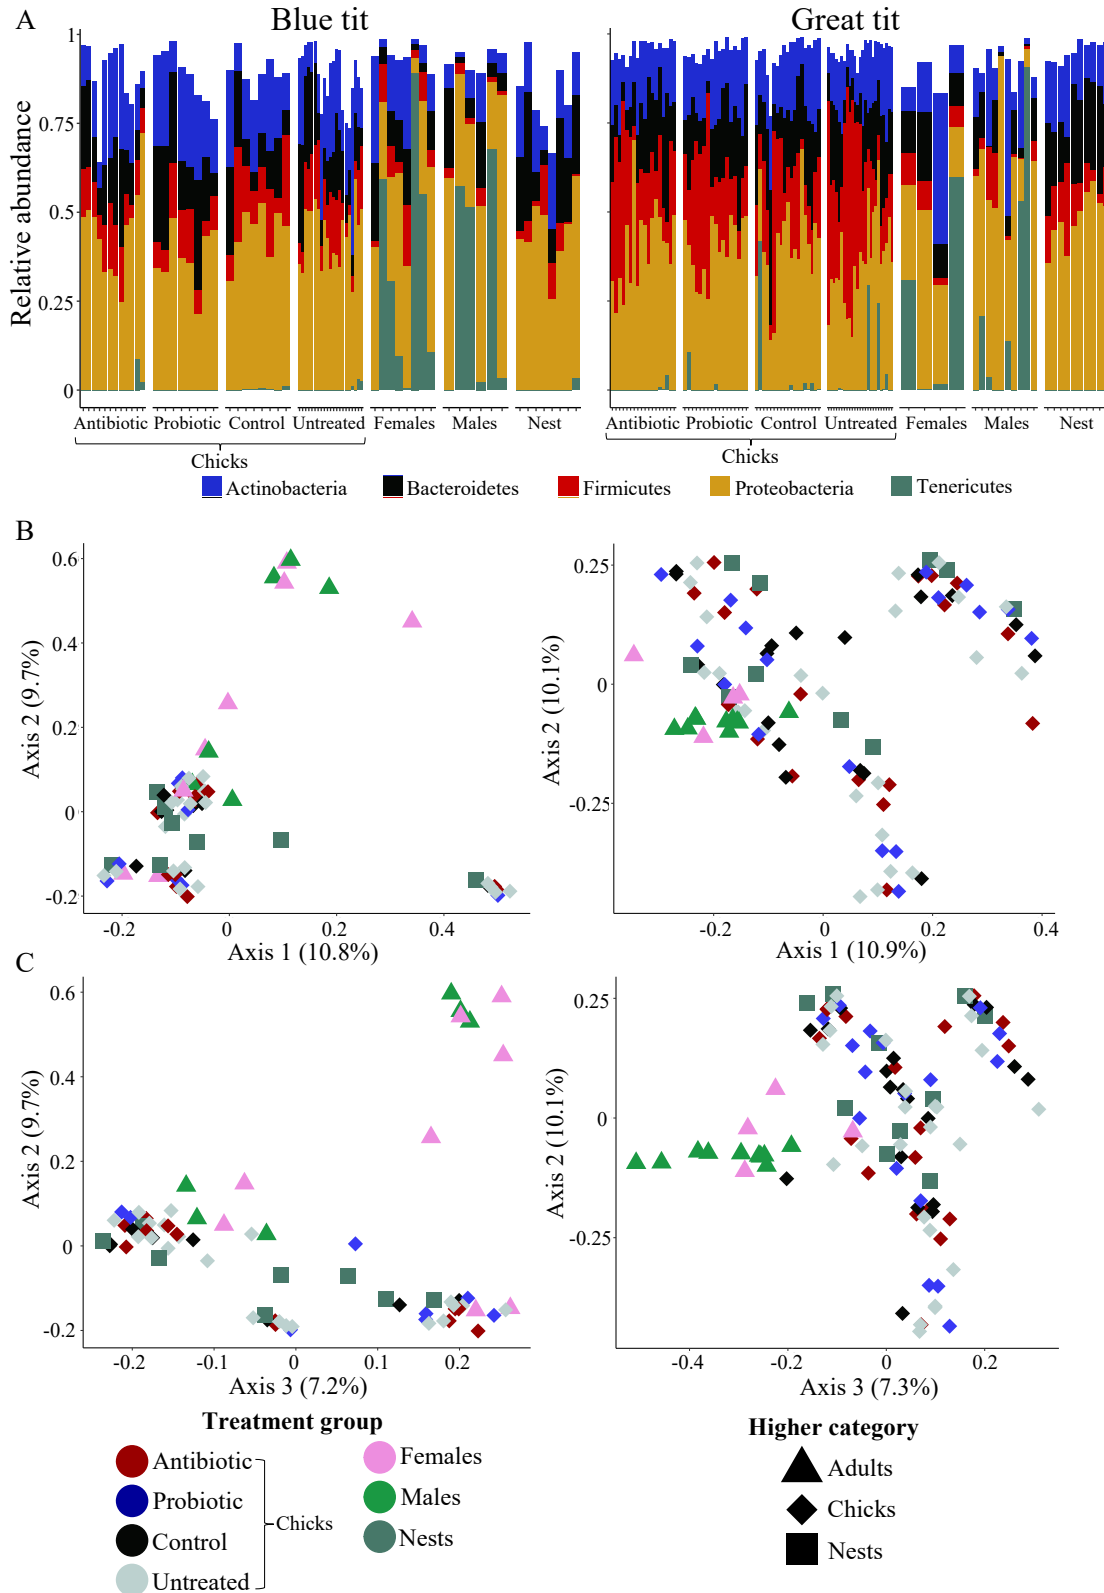 A
Blue tit
Great tit
Relative abundance
1
0.75
0.5
0.25
0
Antibiotic Probiotic Control Untreated Females Males Nest
Antibiotic Probiotic Control Untreated Females Males Nest
Chicks
Chicks
Actinobacteria Bacteroidetes Firmicutes Proteobacteria Tenericutes
B
Axis 2 (9.7%)
0.6
0.4
0.2
0
-0.2
-0.2 0 0.2 0.4
Axis 1 (10.8%)
Axis 2 (10.1%)
0.25
0
-0.25
-0.2 0 0.2 0.4
Axis 1 (10.9%)
C
Axis 2 (9.7%)
0.6
0.4
0.2
0
-0.2
-0.2 -0.1 0 0.1 0.2
Axis 3 (7.2%)
Axis 2 (10.1%)
0.25
0
-0.25
-0.4 -0.2 0 0.2
Axis 3 (7.3%)
Treatment group
Antibiotic
Probiotic
Control
Untreated
Chicks
Females
Males
Nests
Higher category
Adults
Chicks
Nests